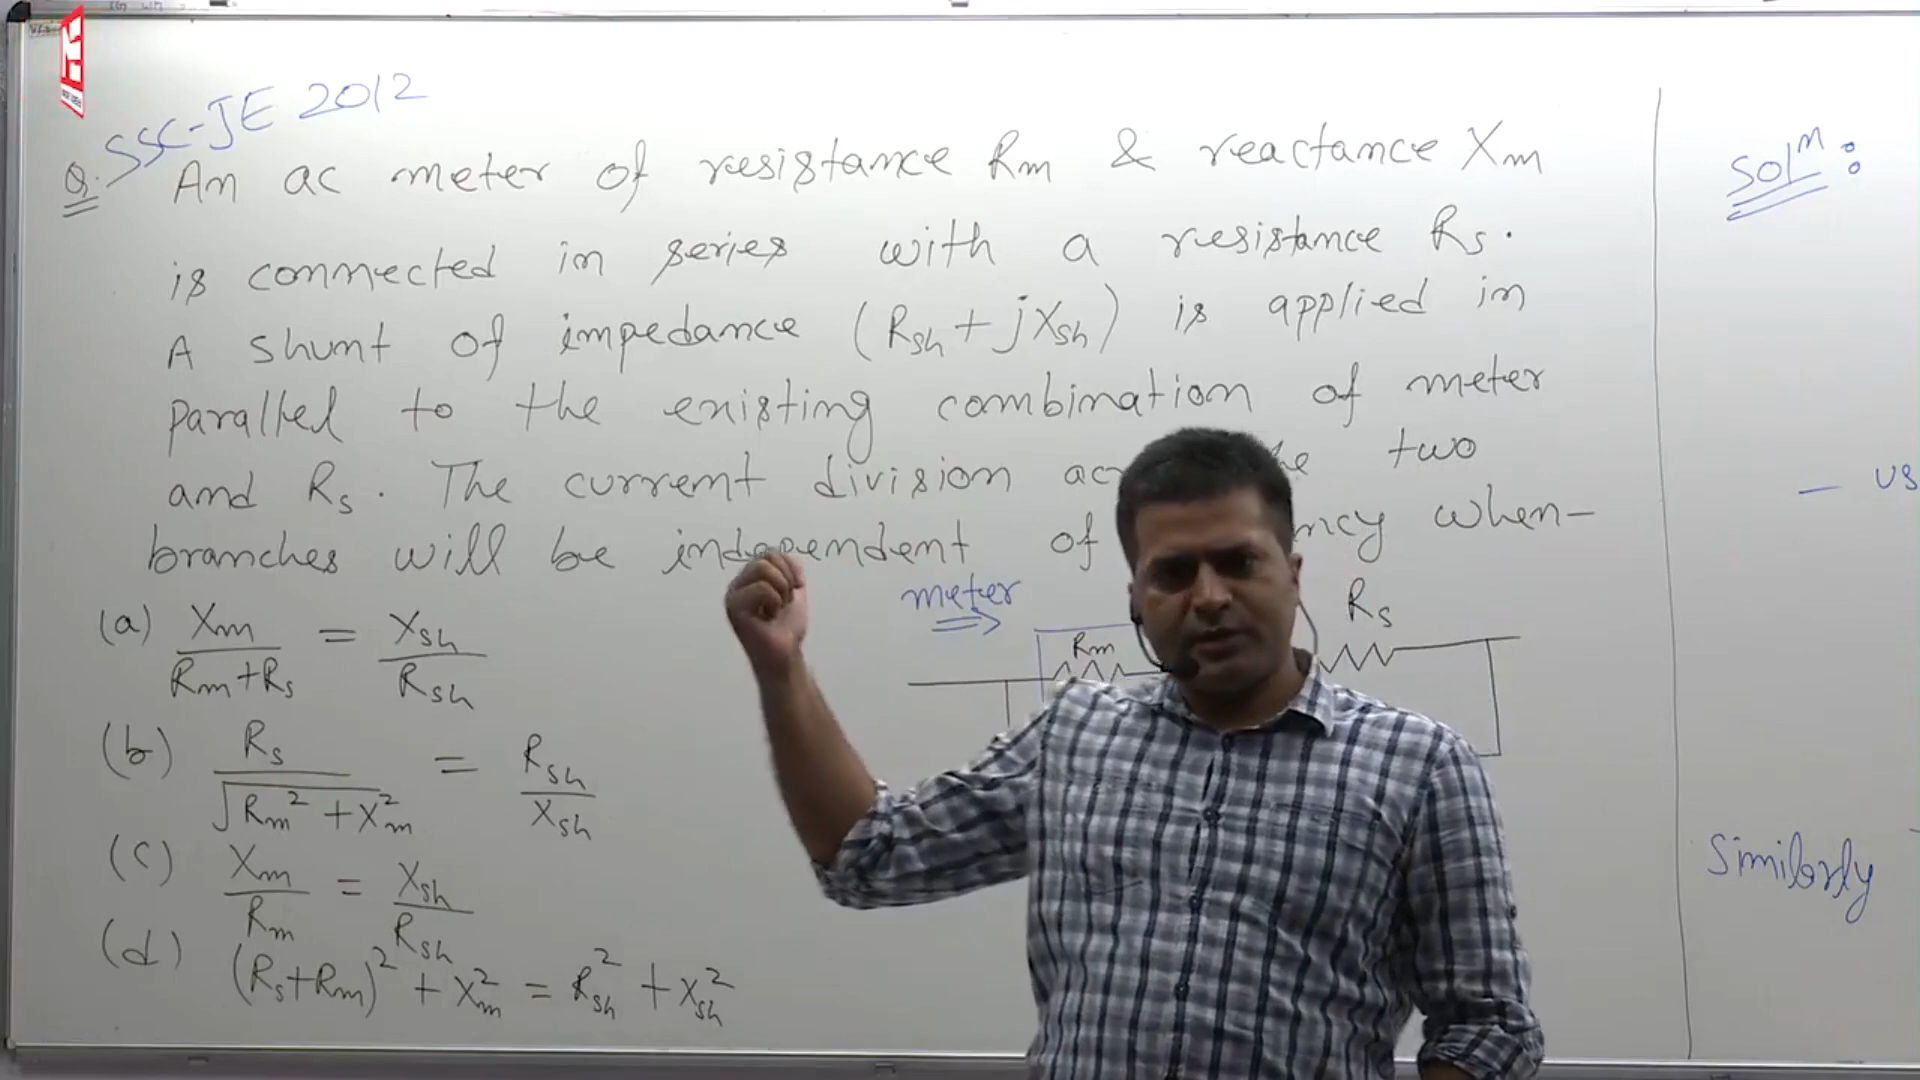 SSC-JE 2012
Q. An ac meter of resistance Rm & reactance Xm
is connected in series with a resistance Rs.
A shunt of impedance (Rsh + jXsh) is applied in
parallel to the existing combination of meter
and Rs. The current division two
branches will be independent of when-
(a) Xm/(Rm+Rs) = Xsh/Rsh
(b) Rs/√(Rm² + Xm²) = Rsh/Xsh
(c) Xm/Rm = Xsh/Rsh
(d) (Rs+Rm)² + Xm² = Rsh² + Xsh²
meter
Rm
Rs
Solⁿ:
Similarly